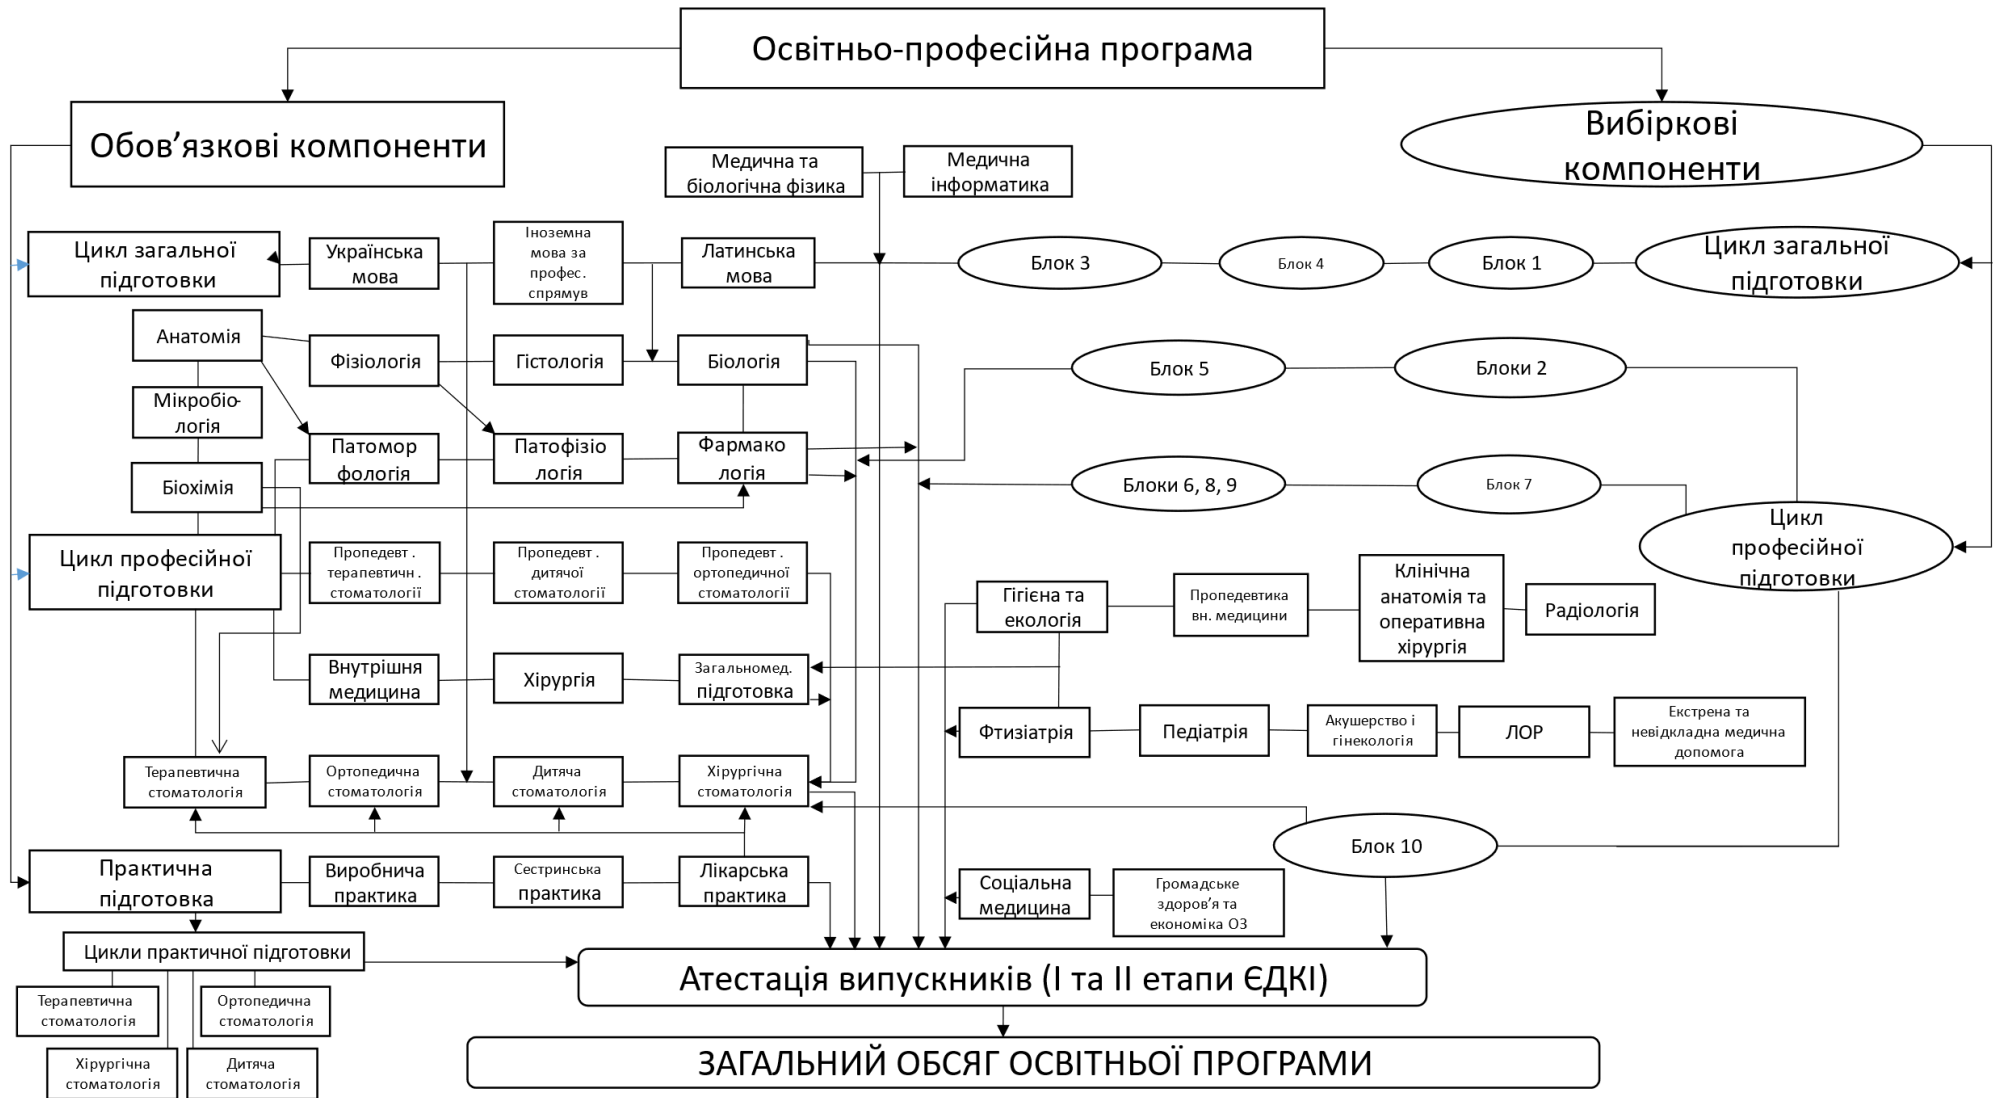 Освітньо-професійна програма
Обов’язкові компоненти
Вибіркові
компоненти
Медична та
біологічна фізика
Медична
інформатика
Цикл загальної
підготовки
Українська
мова
Іноземна
мова за
профес.
спрямув
Латинська
мова
Блок 3
Блок 4
Блок 1
Цикл загальної
підготовки
Анатомія
Фізіологія
Гістологія
Біологія
Блок 5
Блоки 2
Мікробіо-
логія
Патомор
фологія
Патофізіо
логія
Фармако
логія
Біохімія
Блоки 6, 8, 9
Блок 7
Цикл
професійної
підготовки
Цикл професійної
підготовки
Пропедевт .
терапевтичн .
стоматології
Пропедевт .
дитячої
стоматології
Пропедевт .
ортопедичної
стоматології
Гігієна та
екологія
Пропедевтика
вн. медицини
Клінічна
анатомія та
оперативна
хірургія
Радіологія
Внутрішня
медицина
Хірургія
Загальномед.
підготовка
Фтизіатрія
Педіатрія
Акушерство і
гінекологія
ЛОР
Екстрена та
невідкладна медична
допомога
Терапевтична
стоматологія
Ортопедична
стоматологія
Дитяча
стоматологія
Хірургічна
стоматологія
Блок 10
Практична
підготовка
Виробнича
практика
Сестринська
практика
Лікарська
практика
Соціальна
медицина
Громадське
здоров’я та
економіка ОЗ
Цикли практичної підготовки
Терапевтична
стоматологія
Ортопедична
стоматологія
Хірургічна
стоматологія
Дитяча
стоматологія
Атестація випускників (І та ІІ етапи ЄДКІ)
ЗАГАЛЬНИЙ ОБСЯГ ОСВІТНЬОЇ ПРОГРАМИ